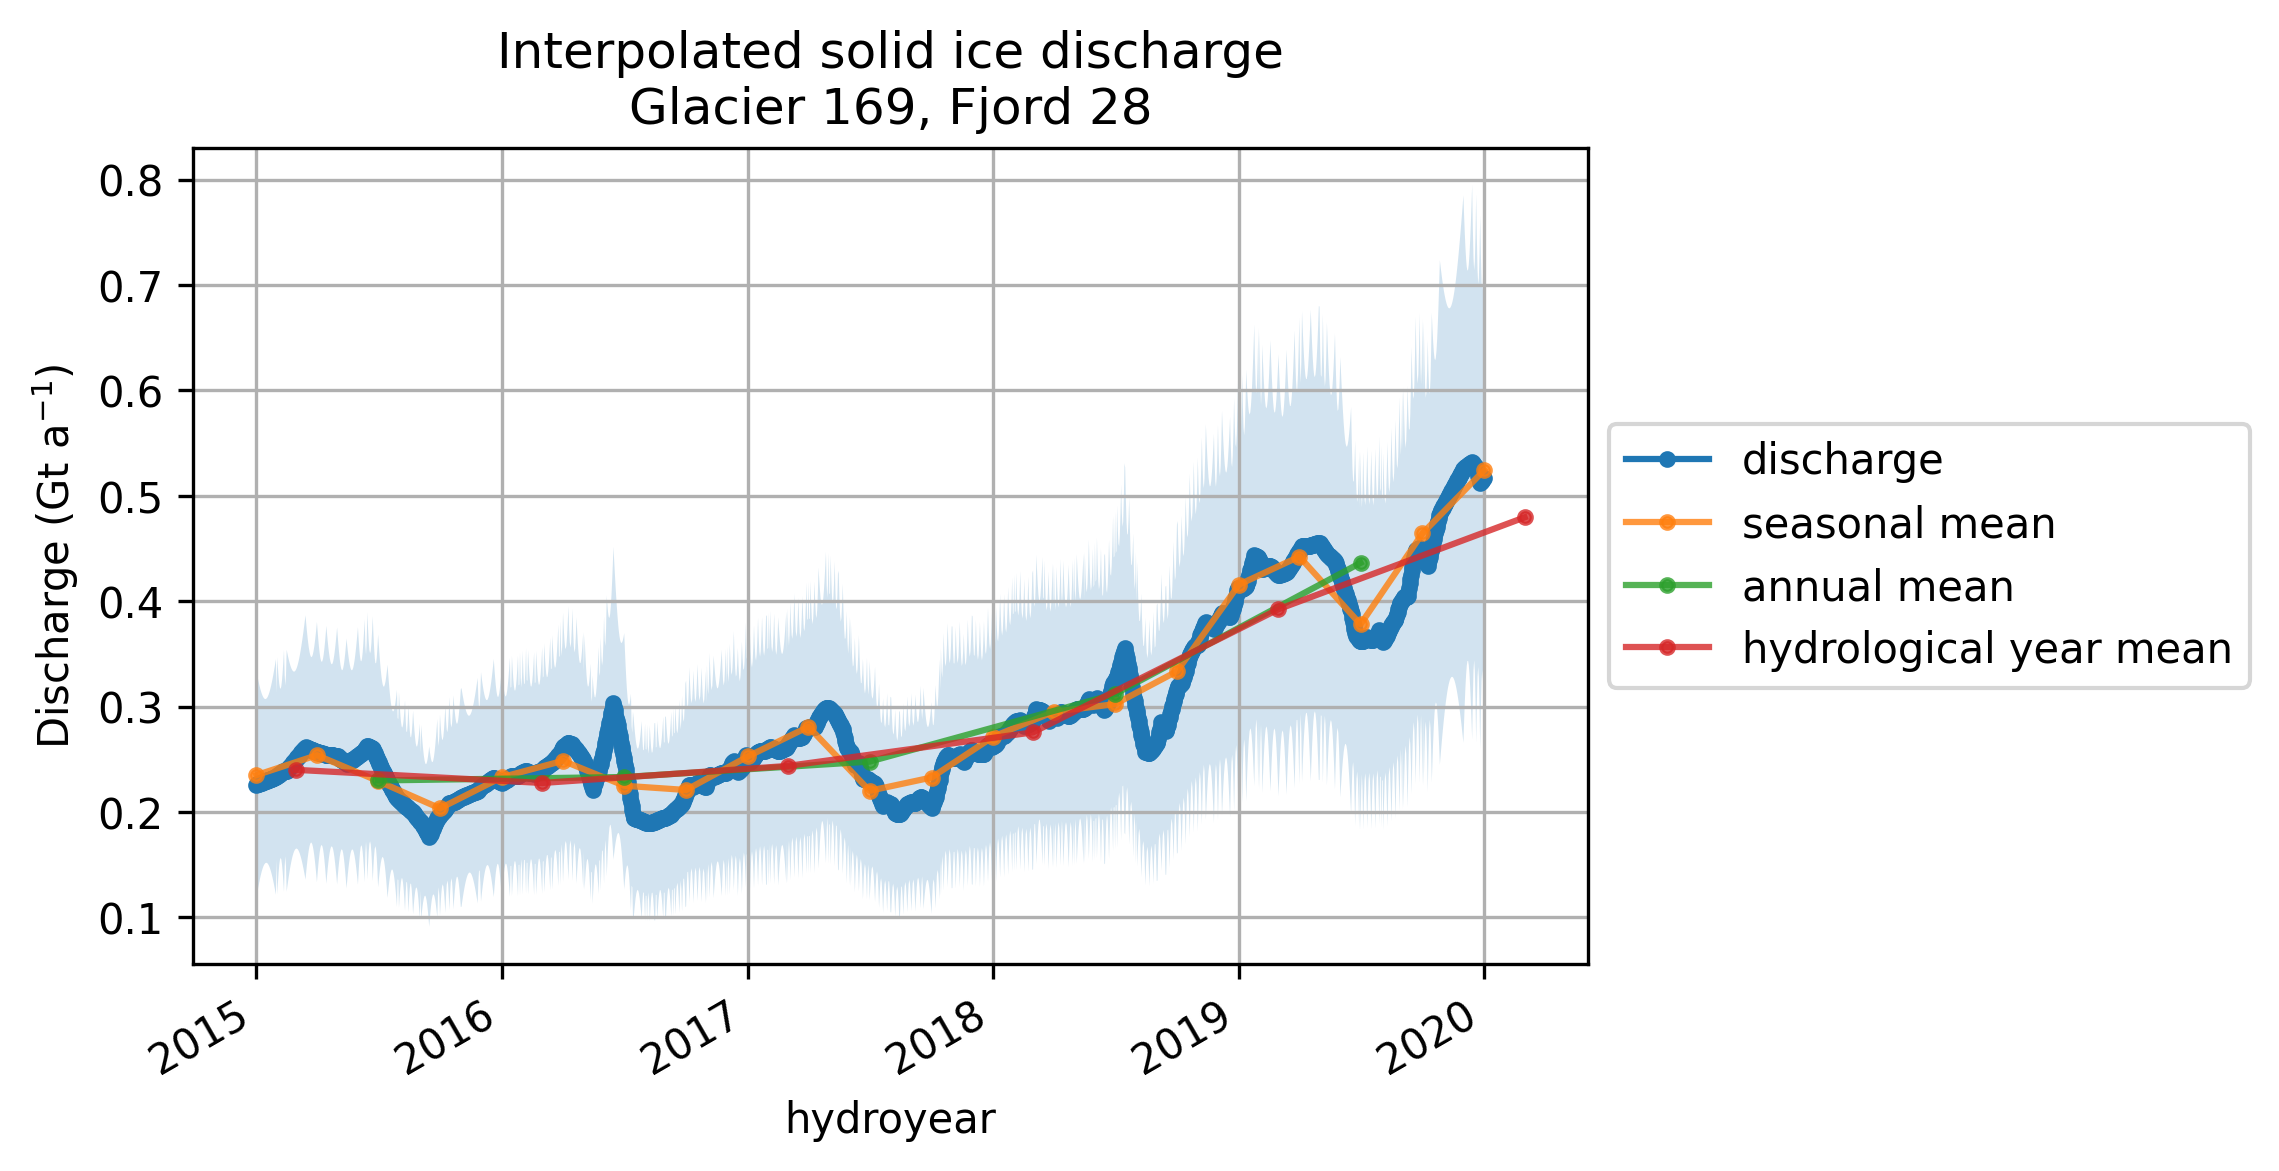 Interpolated solid ice discharge
Glacier 169, Fjord 28
Discharge (Gt a⁻¹)
0.8
0.7
0.6
0.5
0.4
0.3
0.2
0.1
2015
2016
2017
2018
2019
2020
hydroyear
discharge
seasonal mean
annual mean
hydrological year mean